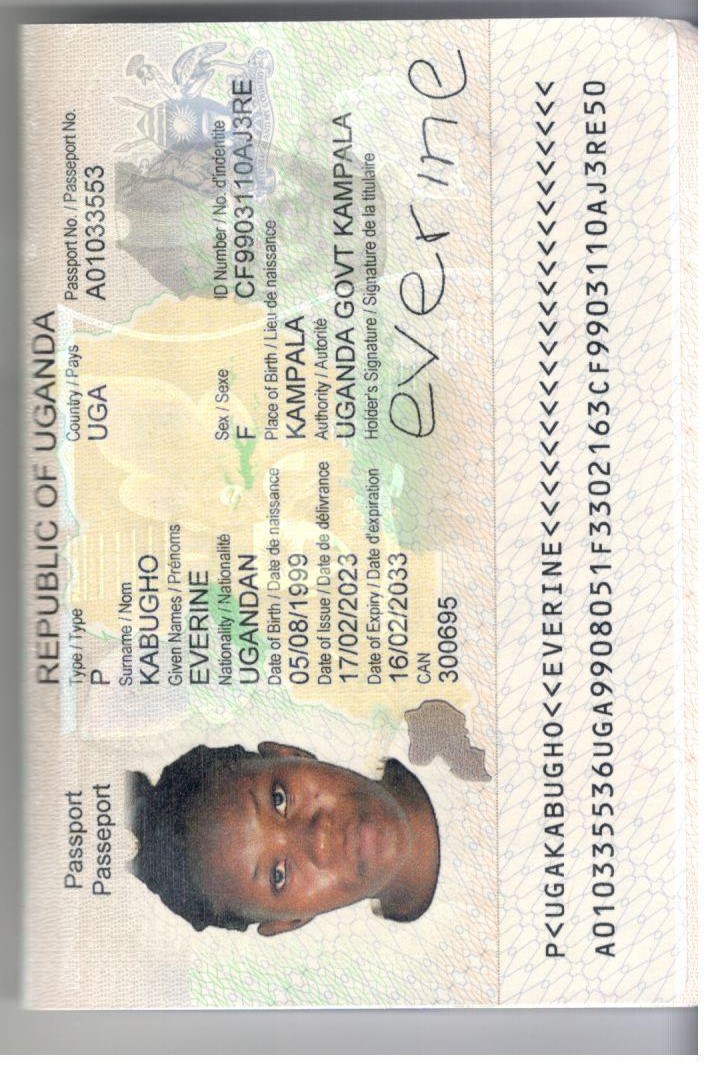 REPUBLIC OF UGANDA
Passport
Passeport
Type / Type
P
Country / Pays
UGA
Passport No. / Passeport No.
A01033553
Surname / Nom
KABUGHO
Given Names / Prénoms
EVERINE
Nationality / Nationalité
UGANDAN
Sex / Sexe
F
ID Number / No. d'indentite
CF9903110AJ3RE
Date of Birth / Date de naissance
05/08/1999
Place of Birth / Lieu de naissance
KAMPALA
Date of Issue / Date de délivrance
17/02/2023
Authority / Autorité
UGANDA GOVT KAMPALA
Date of Expiry / Date d'expiration
16/02/2033
Holder's Signature / Signature de la titulaire
everine
CAN
300695
P<UGAKABUGHO<<EVERINE<<<<<<<<<<<<<<<<<<<<<<<
A010335536UGA9908051F3302163CF9903110AJ3RE50